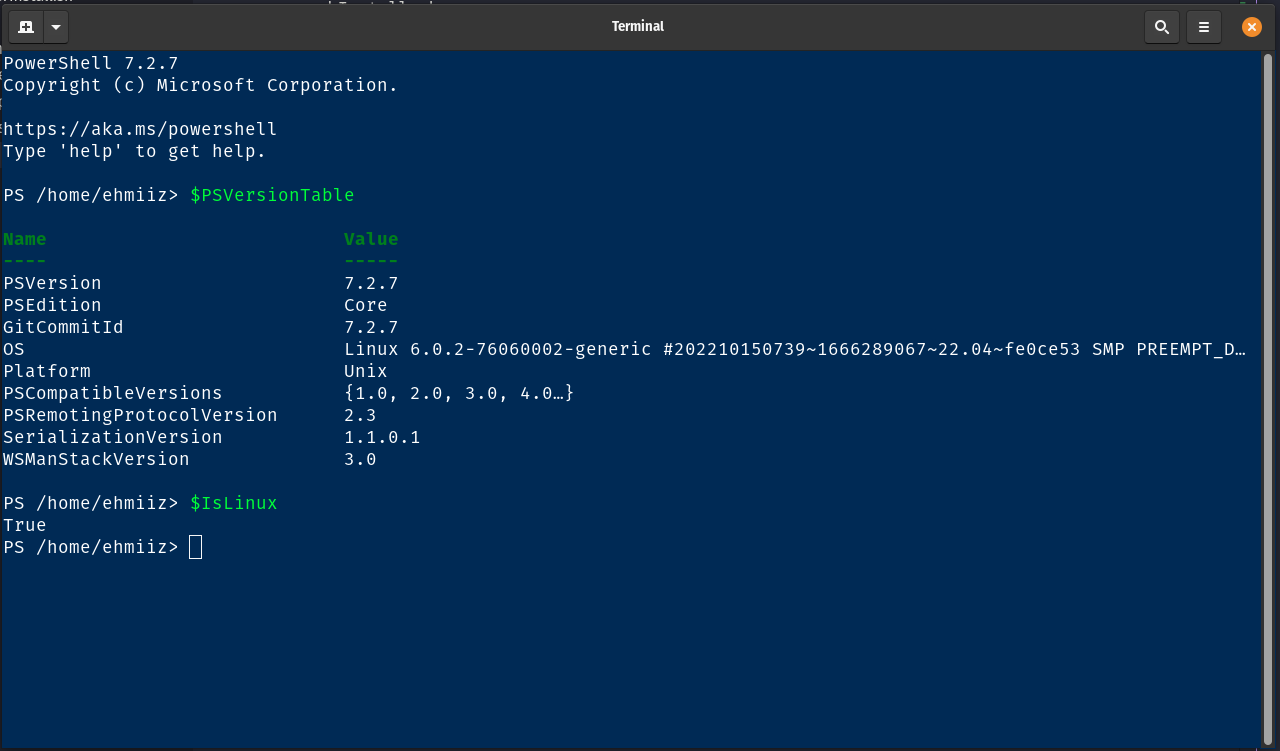 Terminal
PowerShell 7.2.7
Copyright (c) Microsoft Corporation.
https://aka.ms/powershell
Type 'help' to get help.
PS /home/ehmiiz> $PSVersionTable
Name Value
---- -----
PSVersion 7.2.7
PSEdition Core
GitCommitId 7.2.7
OS Linux 6.0.2-76060002-generic #202210150739~1666289067~22.04~fe0ce53 SMP PREEMPT_D…
Platform Unix
PSCompatibleVersions {1.0, 2.0, 3.0, 4.0…}
PSRemotingProtocolVersion 2.3
SerializationVersion 1.1.0.1
WSManStackVersion 3.0
PS /home/ehmiiz> $IsLinux
True
PS /home/ehmiiz>